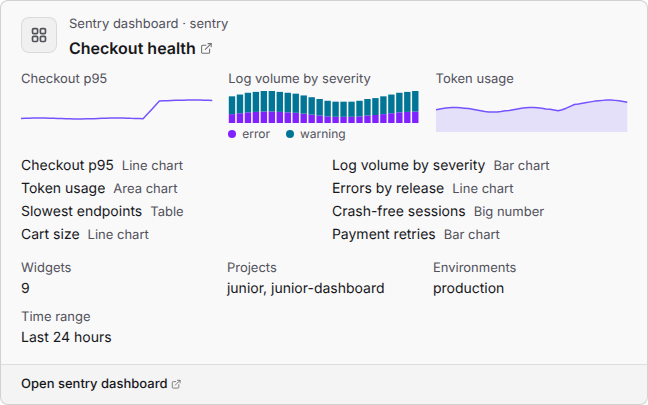 Sentry dashboard · sentry
Checkout health
Checkout p95
Log volume by severity
Token usage
error
warning
Checkout p95 Line chart
Log volume by severity Bar chart
Token usage Area chart
Errors by release Line chart
Slowest endpoints Table
Crash-free sessions Big number
Cart size Line chart
Payment retries Bar chart
Widgets
Projects
Environments
9
junior, junior-dashboard
production
Time range
Last 24 hours
Open sentry dashboard